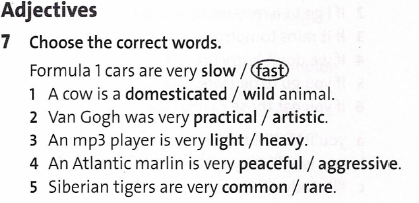 Adjectives
7 Choose the correct words.
Formula 1 cars are very slow / fast
1 A cow is a domesticated / wild animal.
2 Van Gogh was very practical / artistic.
3 An mp3 player is very light / heavy.
4 An Atlantic marlin is very peaceful / aggressive.
5 Siberian tigers are very common / rare.